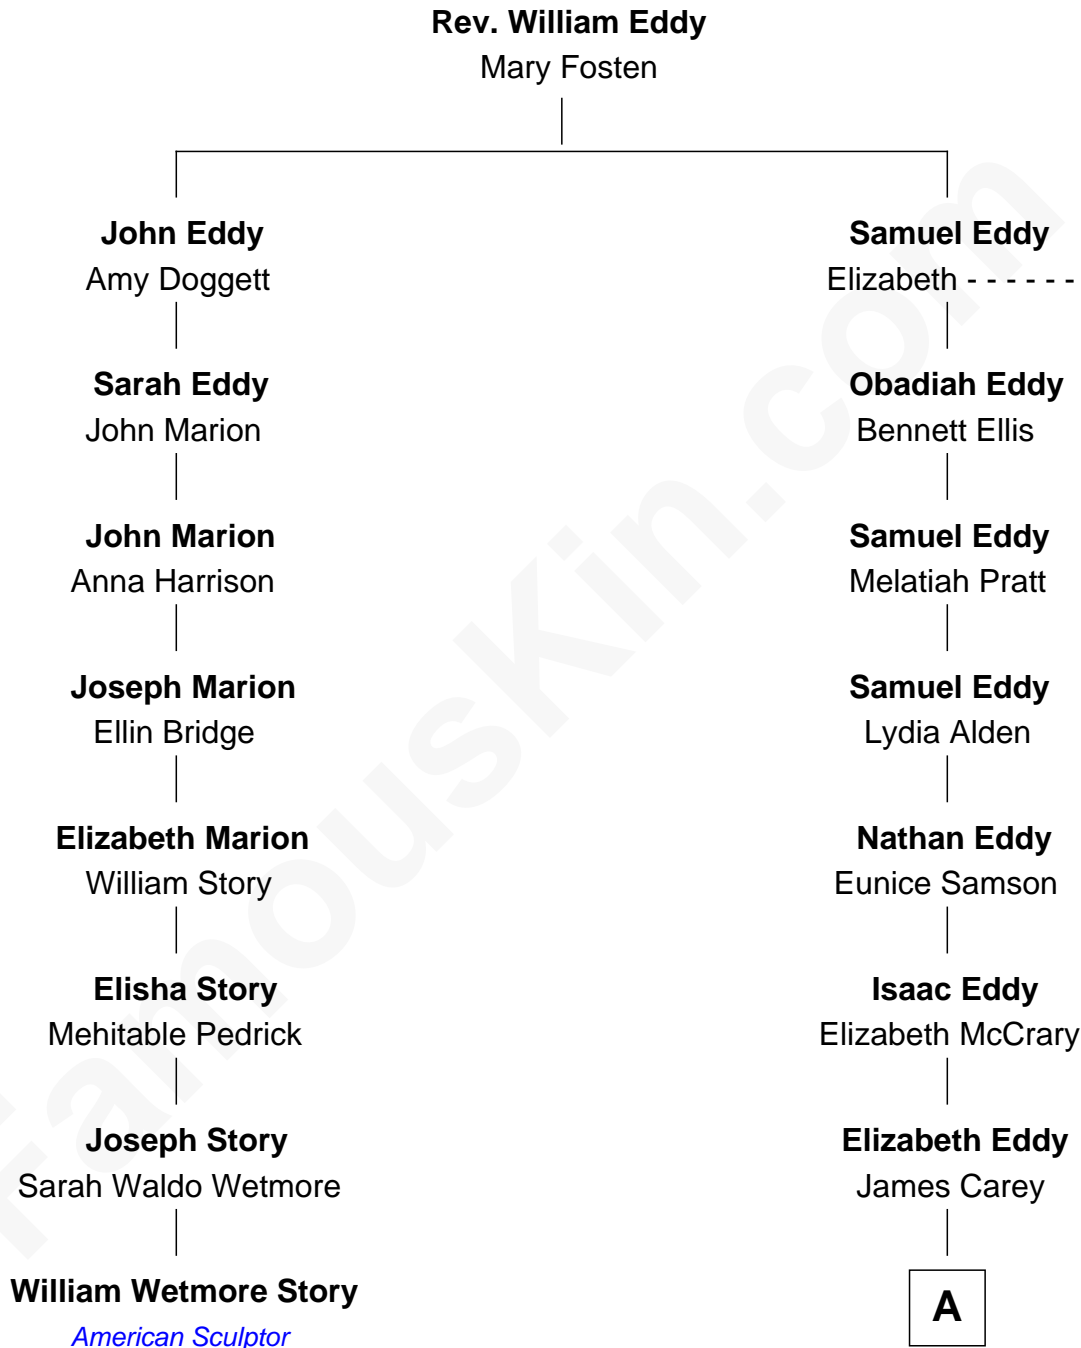 Rev. William Eddy
Mary Fosten
John Eddy
Amy Doggett
Samuel Eddy
Elizabeth - - - - - -
Sarah Eddy
John Marion
Obadiah Eddy
Bennett Ellis
John Marion
Anna Harrison
Samuel Eddy
Melatiah Pratt
Joseph Marion
Ellin Bridge
Samuel Eddy
Lydia Alden
Elizabeth Marion
William Story
Nathan Eddy
Eunice Samson
Elisha Story
Mehitable Pedrick
Isaac Eddy
Elizabeth McCrary
Joseph Story
Sarah Waldo Wetmore
Elizabeth Eddy
James Carey
William Wetmore Story
American Sculptor
A
FamousKin.com